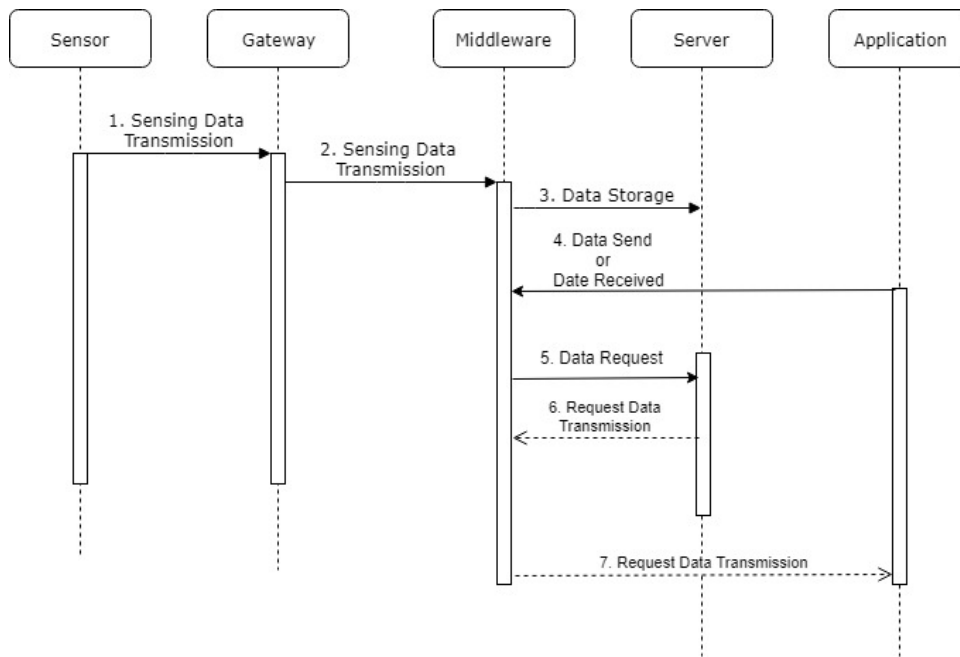 Sensor
Gateway
Middleware
Server
Application
1. Sensing Data
Transmission
2. Sensing Data
Transmission
3. Data Storage
4. Data Send
or
Date Received
5. Data Request
6. Request Data
Transmission
7. Request Data Transmission